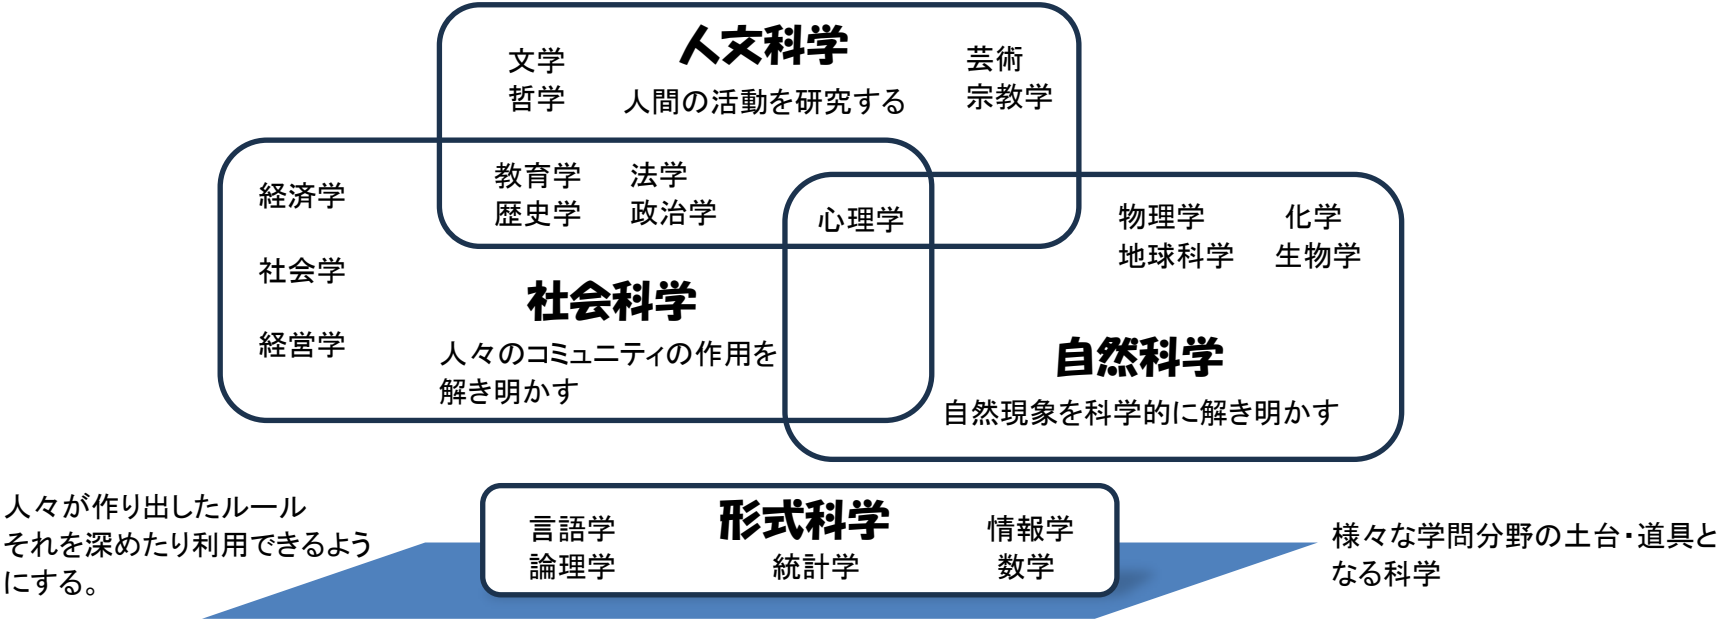 人文科学
文学
哲学
人間の活動を研究する
芸術
宗教学
教育学
歴史学
法学
政治学
心理学
経済学
社会学
経営学
社会科学
人々のコミュニティの作用を
解き明かす
物理学
化学
地球科学
生物学
自然科学
自然現象を科学的に解き明かす
人々が作り出したルール
それを深めたり利用できるよう
にする。
形式科学
言語学
論理学
統計学
情報学
数学
様々な学問分野の土台・道具と
なる科学